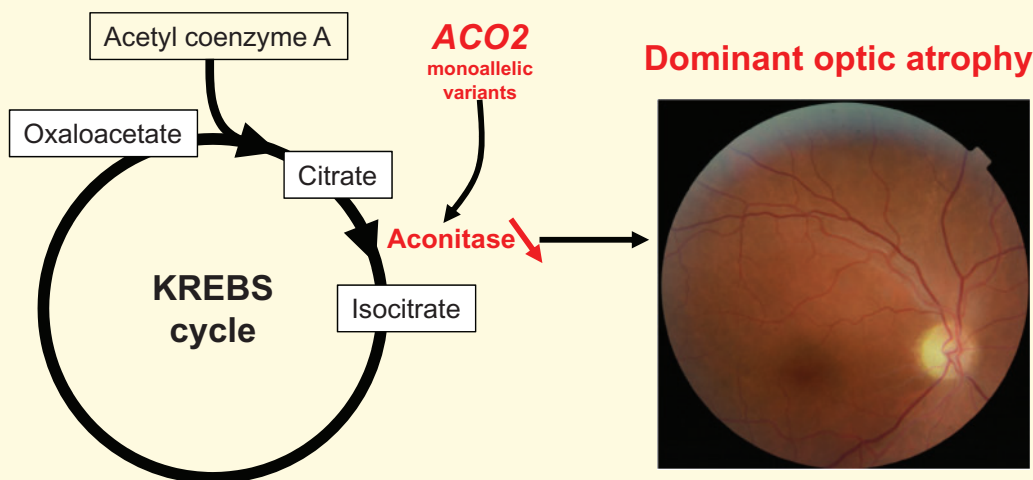 Acetyl coenzyme A
ACO2
monoallelic
variants
Dominant optic atrophy
Oxaloacetate
Citrate
Aconitase
KREBS
cycle
Isocitrate